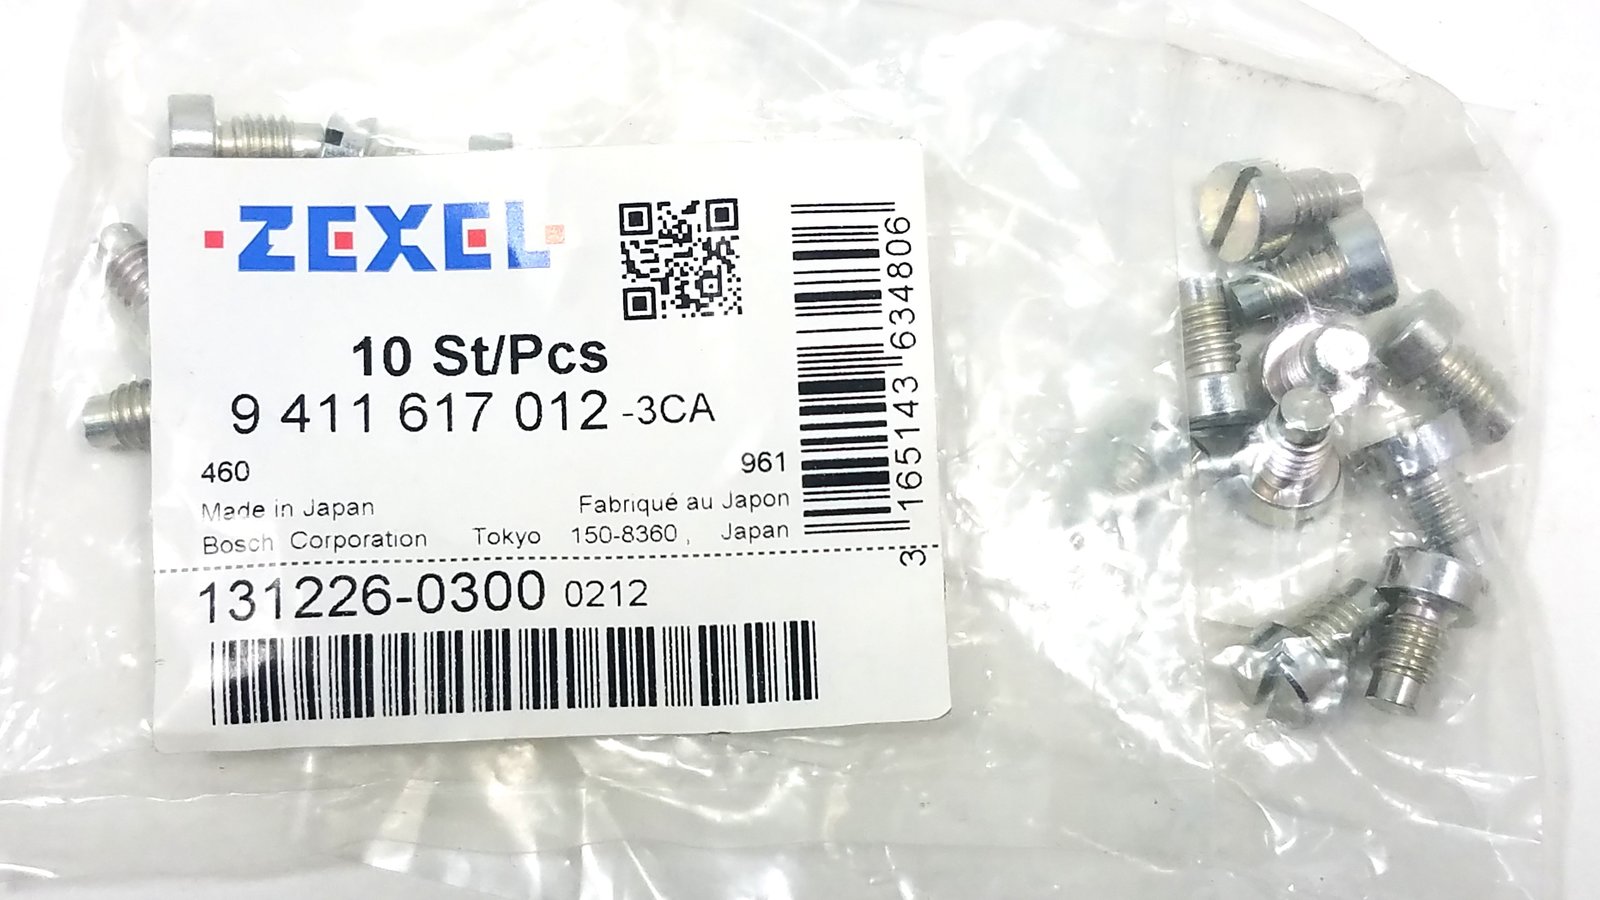 ZEXEL
10 St/Pcs
9 411 617 012 -3CA
460 961
Made in Japan Fabriqué au Japon
Bosch Corporation Tokyo 150-8360 , Japan
131226-0300 0212
3 165143 634806